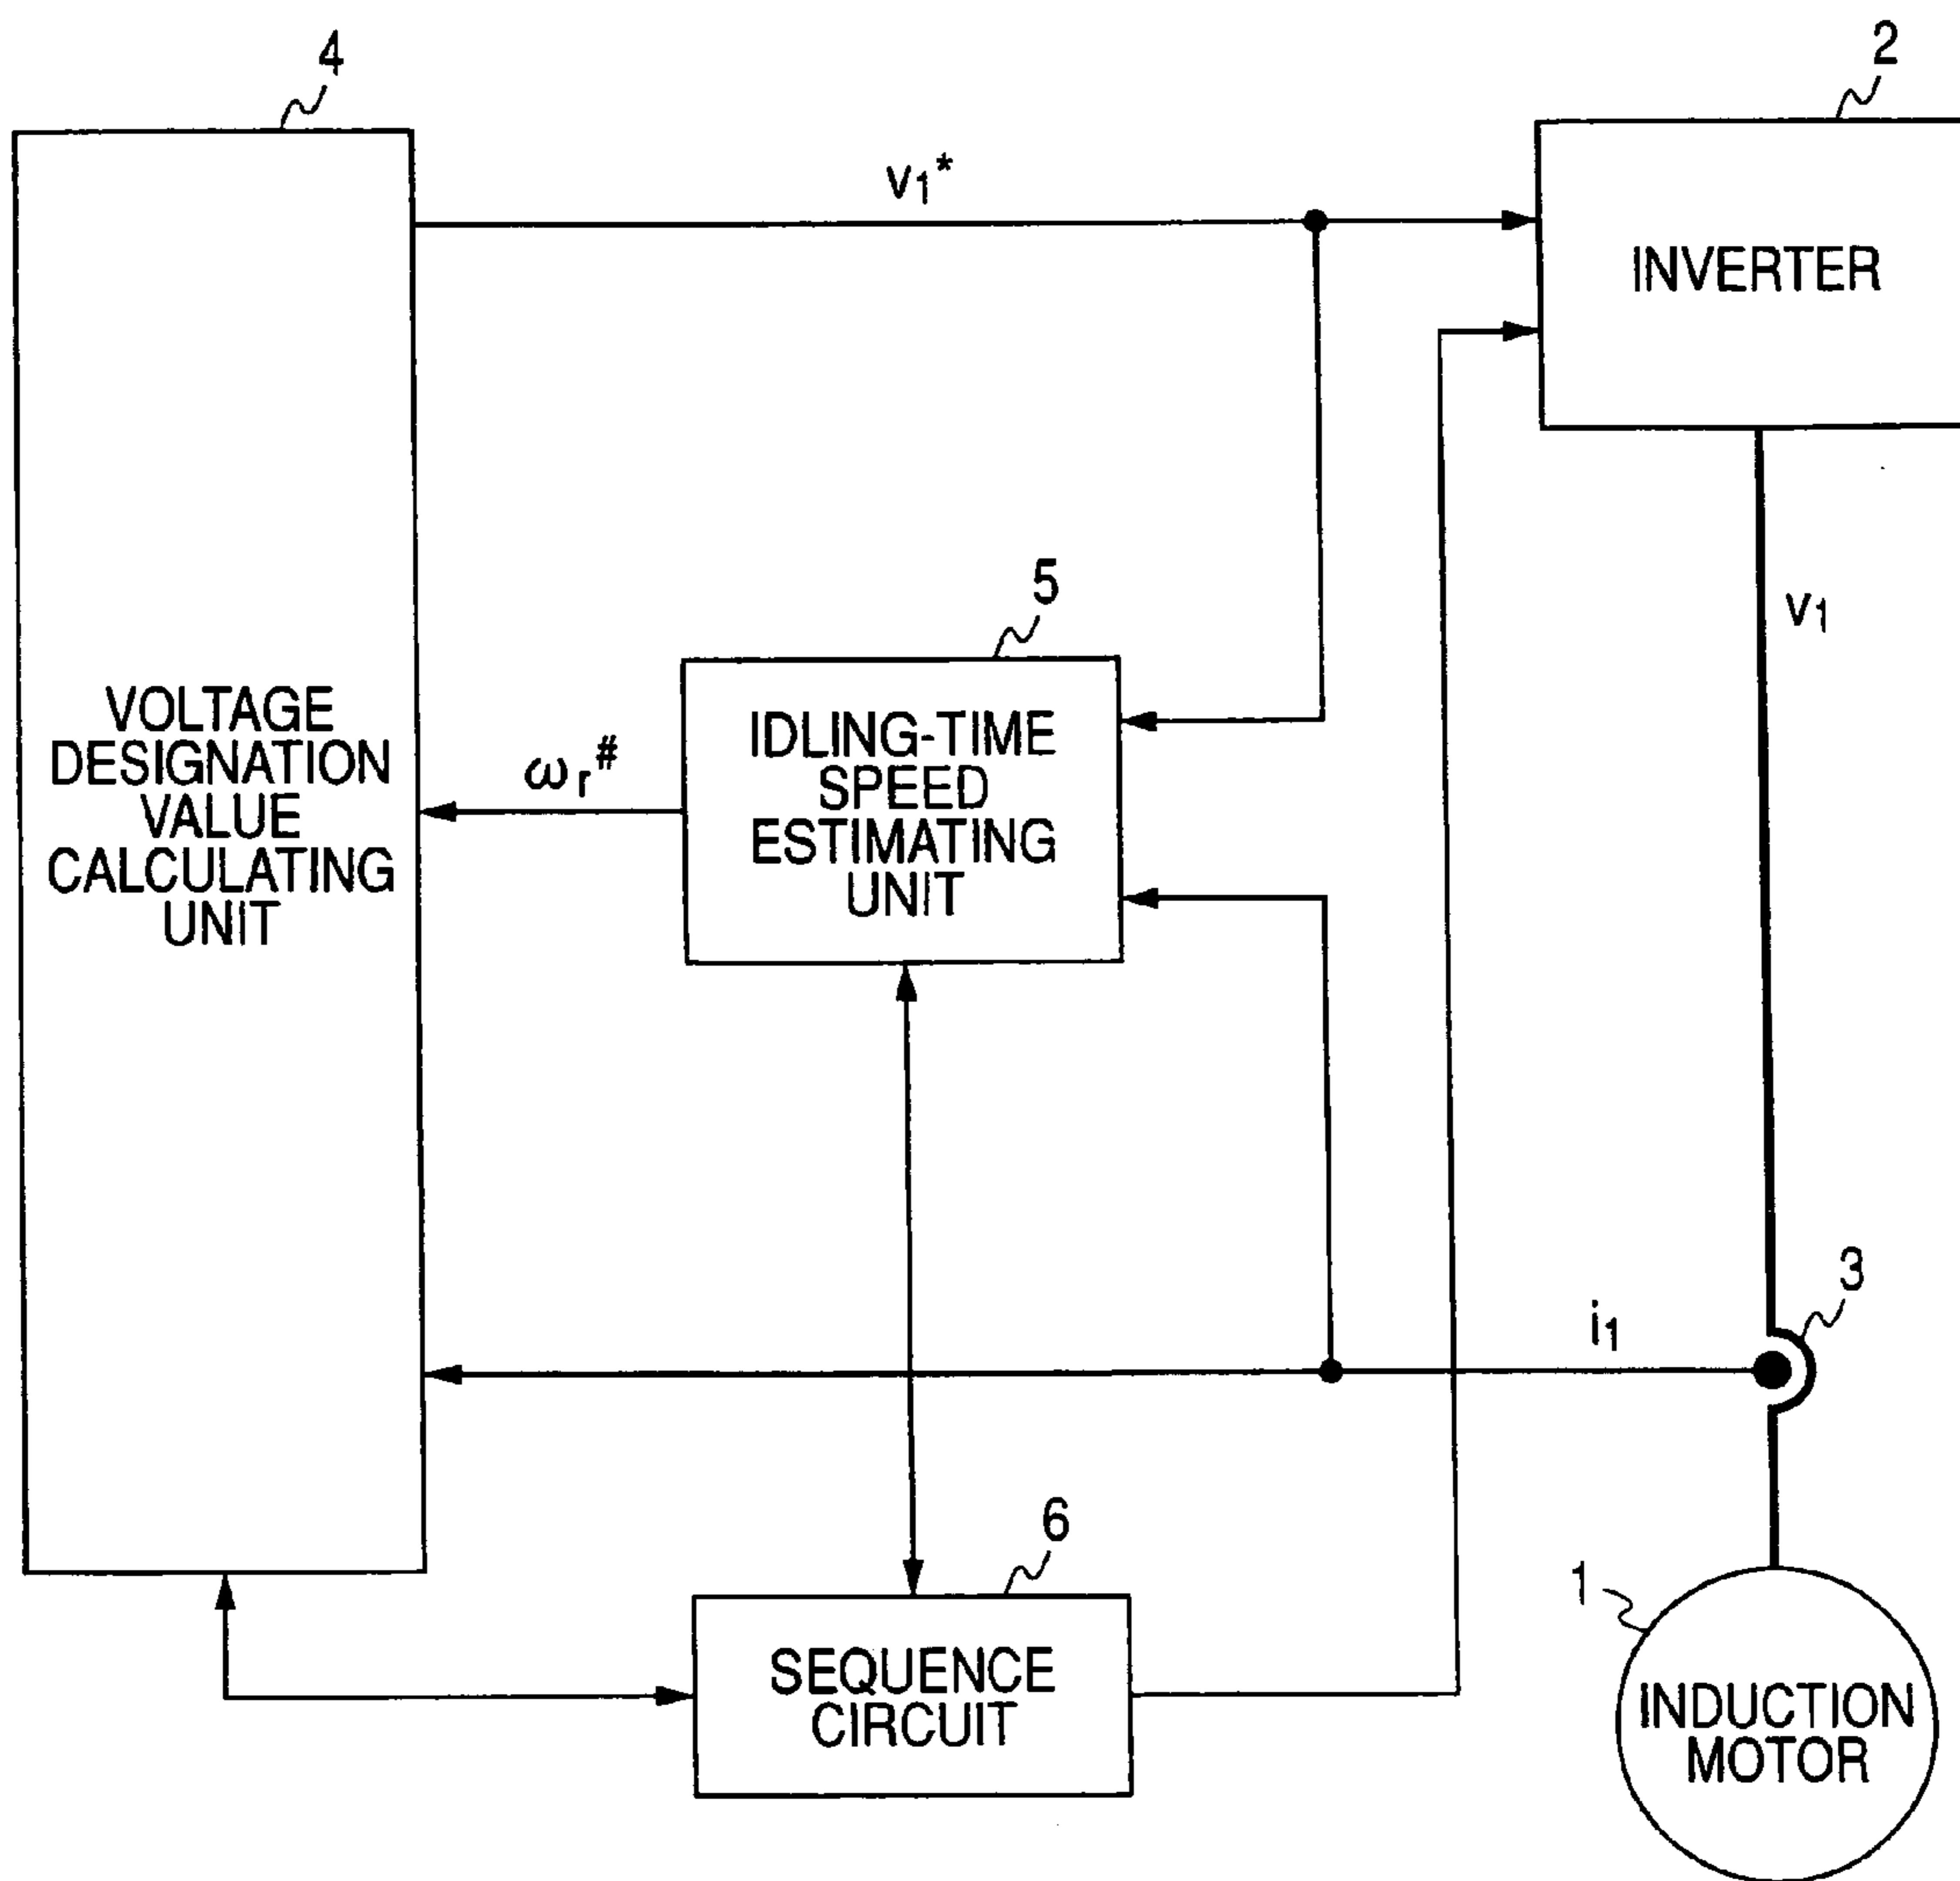 4
2
v1*
INVERTER
5
v1
VOLTAGE
DESIGNATION
VALUE
CALCULATING
UNIT
ωr#
IDLING-TIME
SPEED
ESTIMATING
UNIT
3
i1
6
1
SEQUENCE
CIRCUIT
INDUCTION
MOTOR